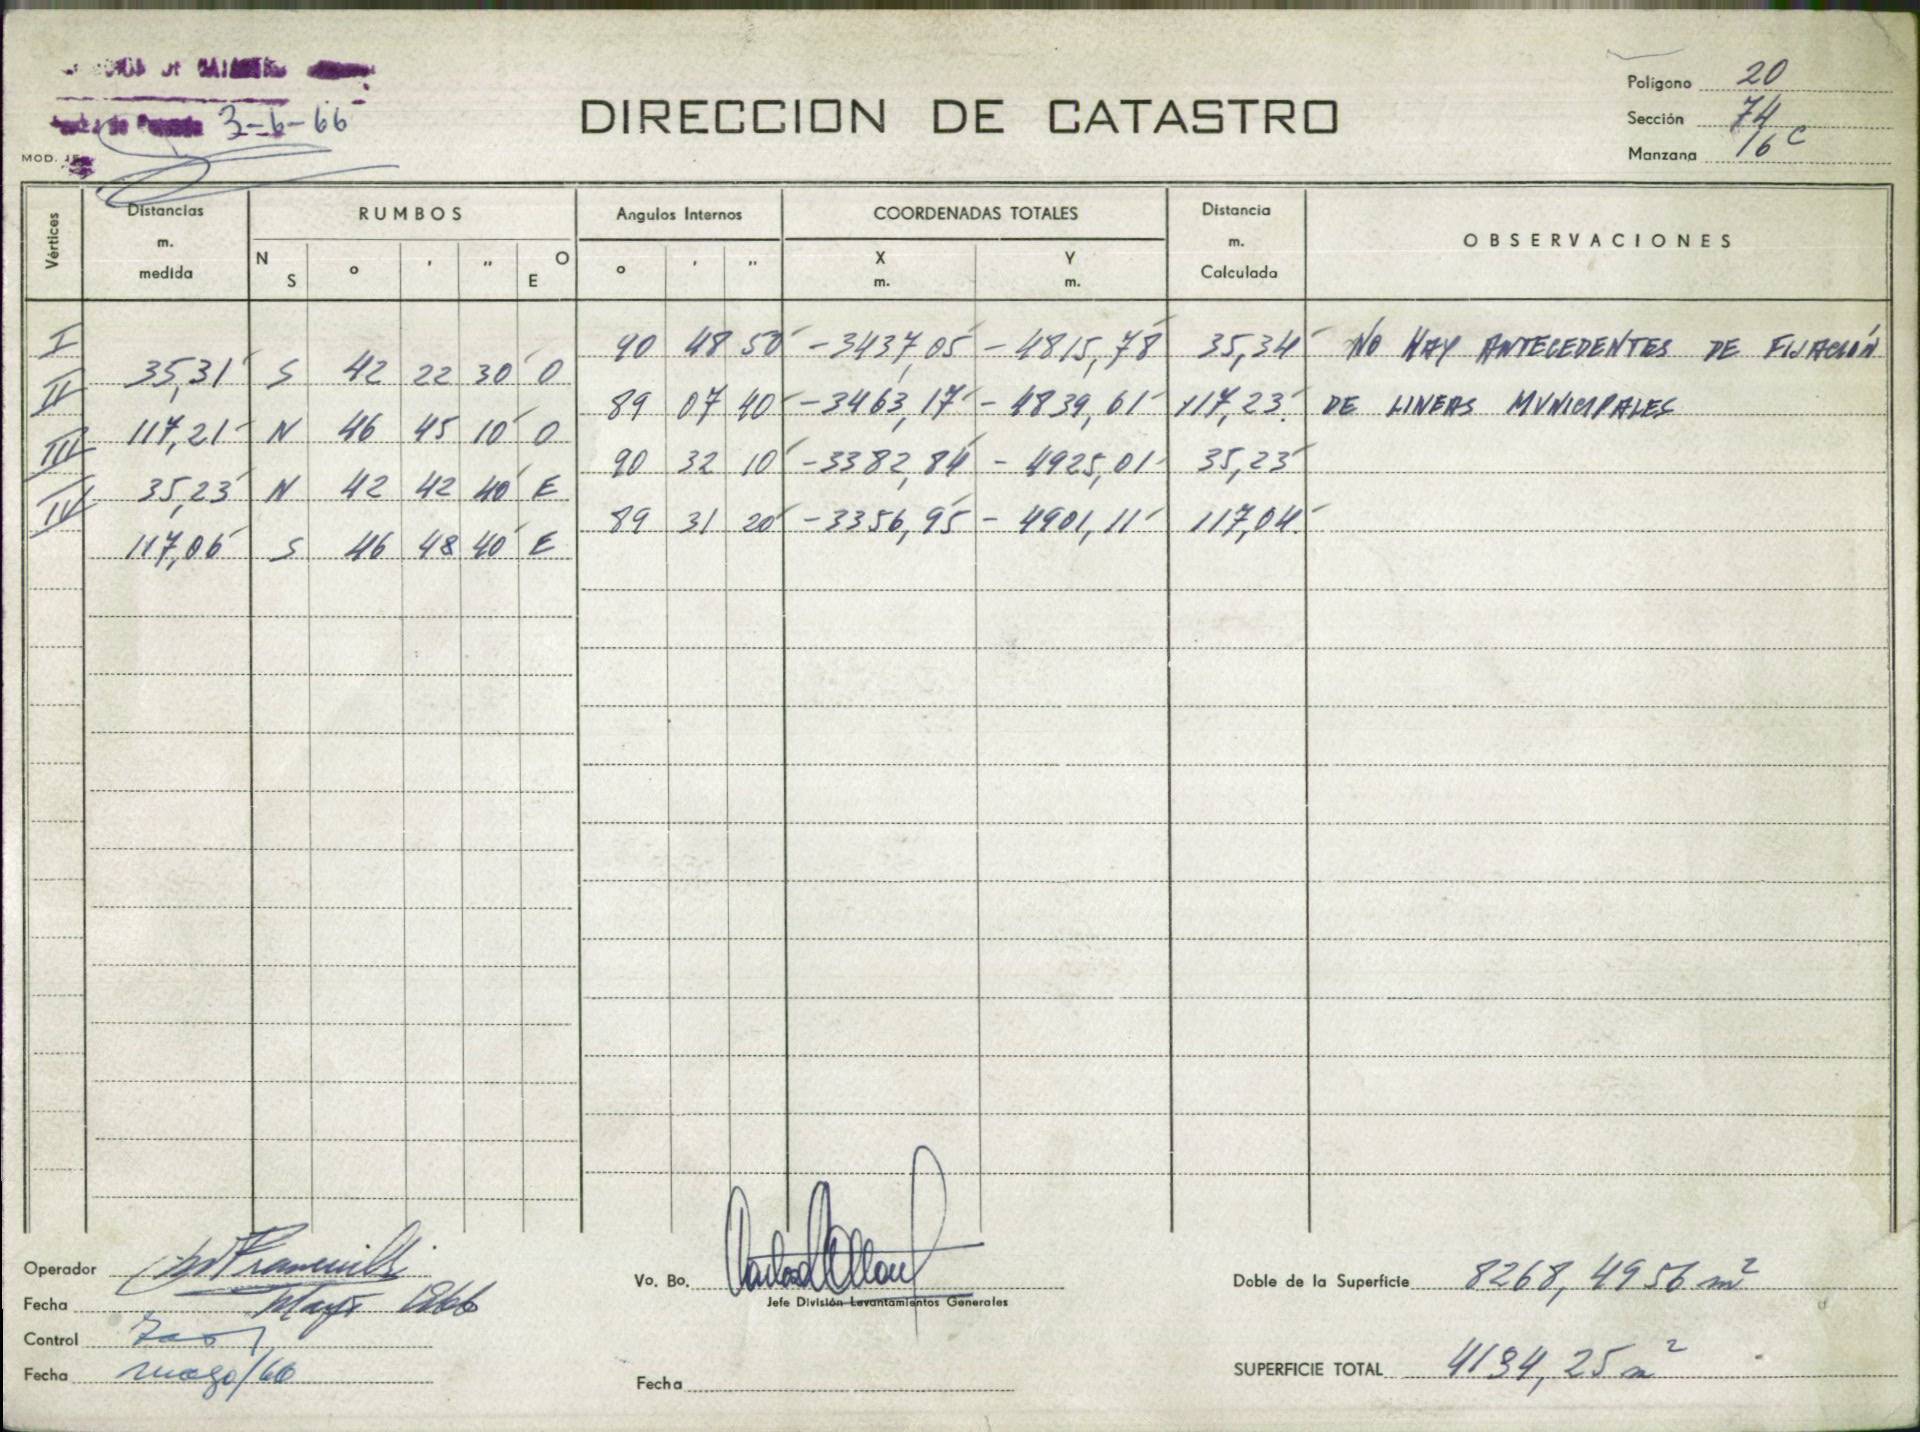 3-6-66
DIRECCION DE CATASTRO
Polígono 20
Sección 74
Manzana 16 C
MOD.
Vértices
Distancias m. medida
RUMBOS
N S ° ' " O E
Angulos Internos
° ' "
COORDENADAS TOTALES
X m. Y m.
Distancia m. Calculada
OBSERVACIONES
I 90 48 50 -3437,05 -4815,78 35,34 NO HAY ANTECEDENTES DE FIJACIÓN
35,31 S 42 22 30 O
II 89 07 40 -3463,17 -4839,61 117,23 DE LINEAS MUNICIPALES
117,21 N 46 45 10 O
III 90 32 10 -3382,84 -4925,01 35,23
35,23 N 42 42 40 E
IV 89 31 20 -3356,95 -4901,11 117,04
117,06 S 46 48 40 E
Operador
Fecha Mayo 1966
Control
Fecha mayo/66
Vo. Bo.
Jefe División Levantamientos Generales
Fecha
Doble de la Superficie 8268,4956 m²
SUPERFICIE TOTAL 4134,25 m²